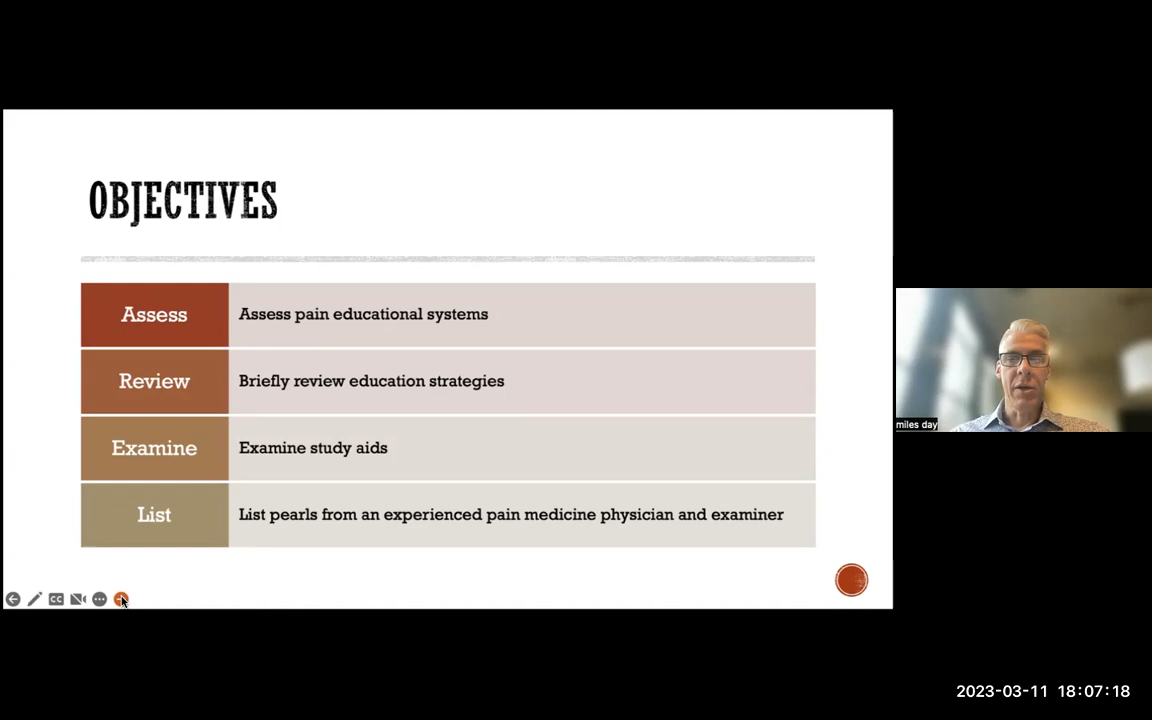 OBJECTIVES
Assess
Assess pain educational systems
Review
Briefly review education strategies
Examine
Examine study aids
List
List pearls from an experienced pain medicine physician and examiner
CC
miles day
2023-03-11 18:07:18